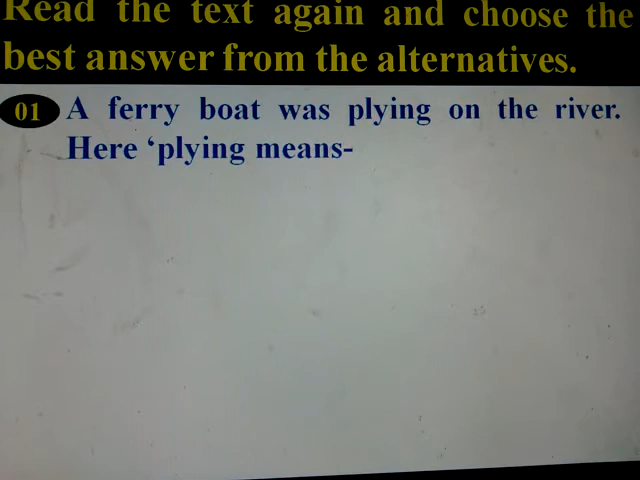 Read the text again and choose the
best answer from the alternatives.
01 A ferry boat was plying on the river.
Here ‘plying means-